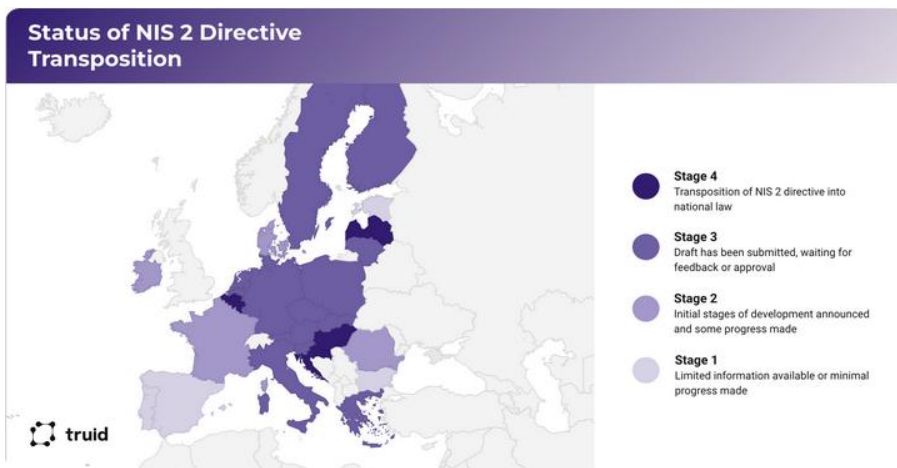 Status of NIS 2 Directive
Transposition
Stage 4
Transposition of NIS 2 directive into
national law
Stage 3
Draft has been submitted, waiting for
feedback or approval
Stage 2
Initial stages of development announced
and some progress made
Stage 1
Limited information available or minimal
progress made
truid